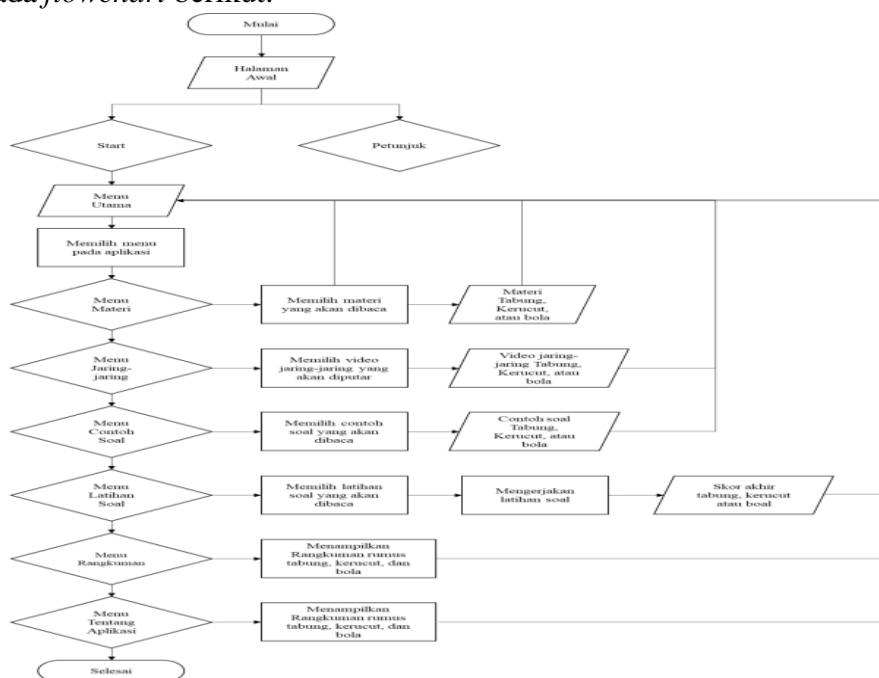 berikut.
Mulai
Halaman
Awal
Start
Petunjuk
Menu
Utama
Memilih menu
pada aplikasi
Menu
Materi
Memilih materi
yang akan dibaca
Materi
Tabung,
Kerucut,
atau bola
Menu
Jaring-
jaring
Memilih video
jaring-jaring yang
akan diputar
Video jaring-
jaring Tabung,
Kerucut, atau
bola
Menu
Contoh
Soal
Memilih contoh
soal yang akan
dibaca
Contoh soal
Tabung,
Kerucut, atau
bola
Menu
Latihan
Soal
Memilih latihan
soal yang akan
dibaca
Mengerjakan
latihan soal
Skor akhir
tabung, kerucut
atau boal
Menu
Rangkuman
Menampilkan
Rangkuman rumus
tabung, kerucut, dan
bola
Menu
Tentang
Aplikasi
Menampilkan
Rangkuman rumus
tabung, kerucut, dan
bola
Selesai